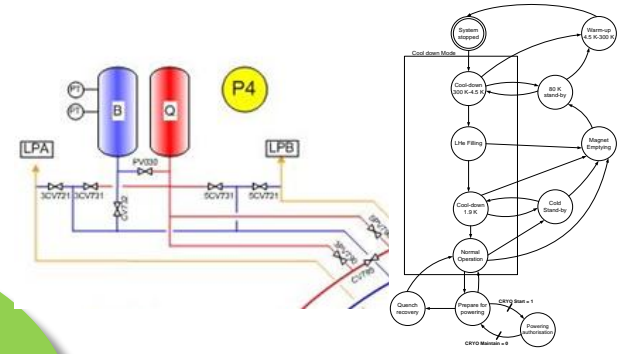 PT
PT
B
Q
P4
LPA
LPB
PV030
3CV721
3CV731
5CV731
5CV721
CV732
3PV790
CV785
System
stopped
Warm-up
4.5 K-300 K
Cool down Mode
Cool-down
300 K-4.5 K
80 K
stand-by
LHe Filling
Magnet
Emptying
Cool-down
1.9 K
Cold
Stand-by
Normal
Operation
Quench
recovery
Prepare for
powering
CRYO Start = 1
Powering
authorisation
CRYO Maintain = 0